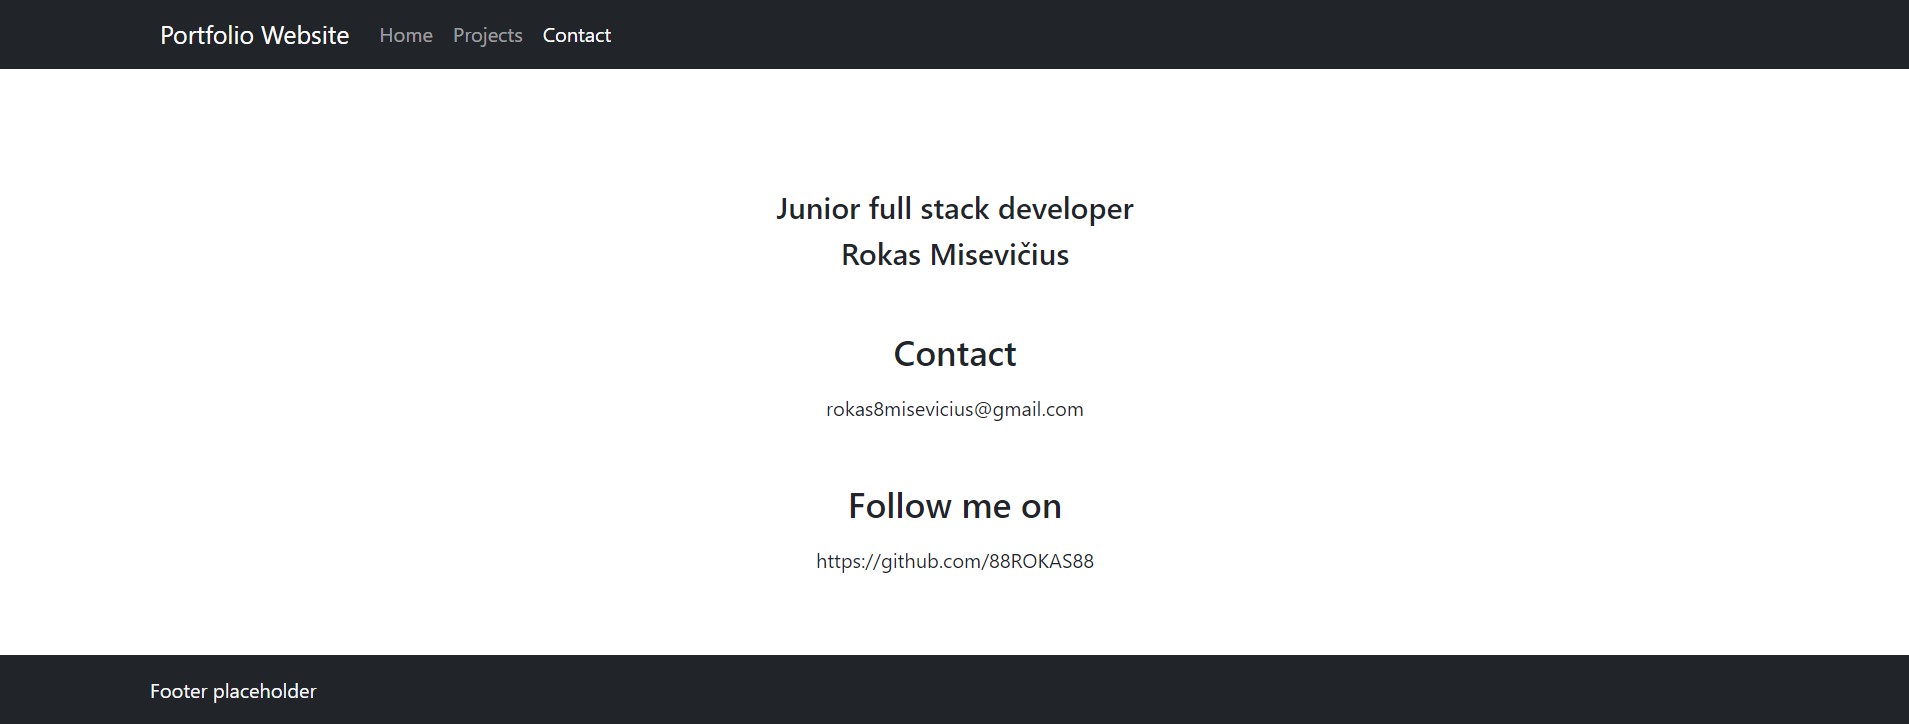 Portfolio Website Home Projects Contact
Junior full stack developer
Rokas Misevičius
Contact
rokas8misevicius@gmail.com
Follow me on
https://github.com/88ROKAS88
Footer placeholder